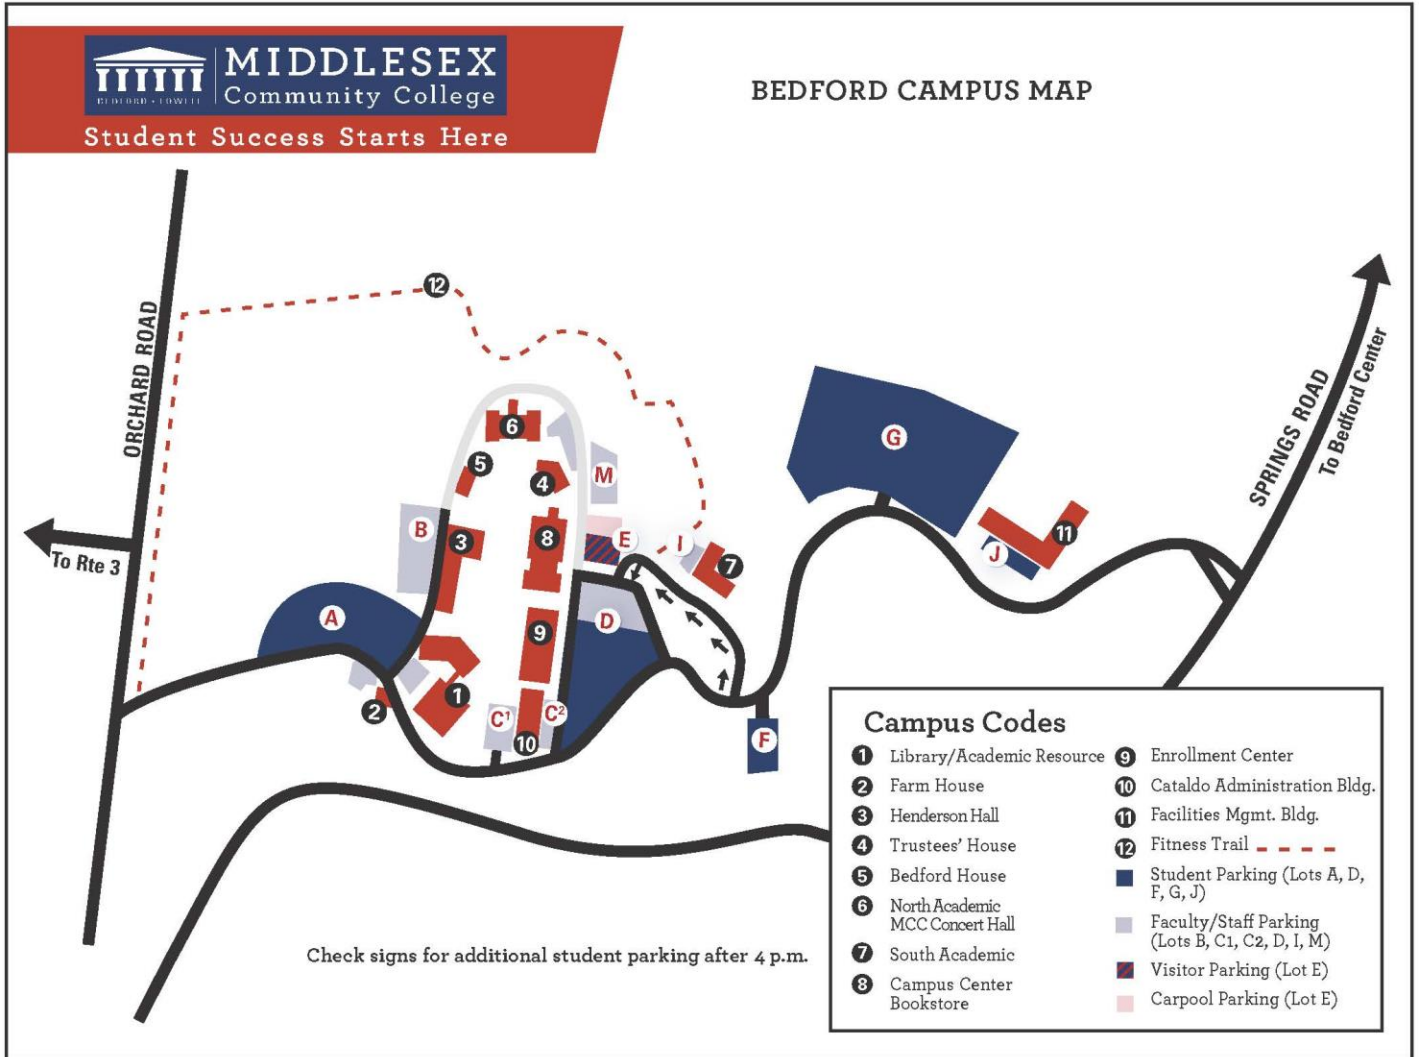 MIDDLESEX
Community College
BEDFORD • LOWELL
Student Success Starts Here
BEDFORD CAMPUS MAP
ORCHARD ROAD
To Rte 3
SPRINGS ROAD
To Bedford Center
12
6
5
4
M
G
B
3
8
E
I
7
J
11
A
D
9
1
2
C1
C2
10
F
Check signs for additional student parking after 4 p.m.
Campus Codes
1 Library/Academic Resource
2 Farm House
3 Henderson Hall
4 Trustees' House
5 Bedford House
6 North Academic
MCC Concert Hall
7 South Academic
8 Campus Center
Bookstore
9 Enrollment Center
10 Cataldo Administration Bldg.
11 Facilities Mgmt. Bldg.
12 Fitness Trail
Student Parking (Lots A, D,
F, G, J)
Faculty/Staff Parking
(Lots B, C1, C2, D, I, M)
Visitor Parking (Lot E)
Carpool Parking (Lot E)